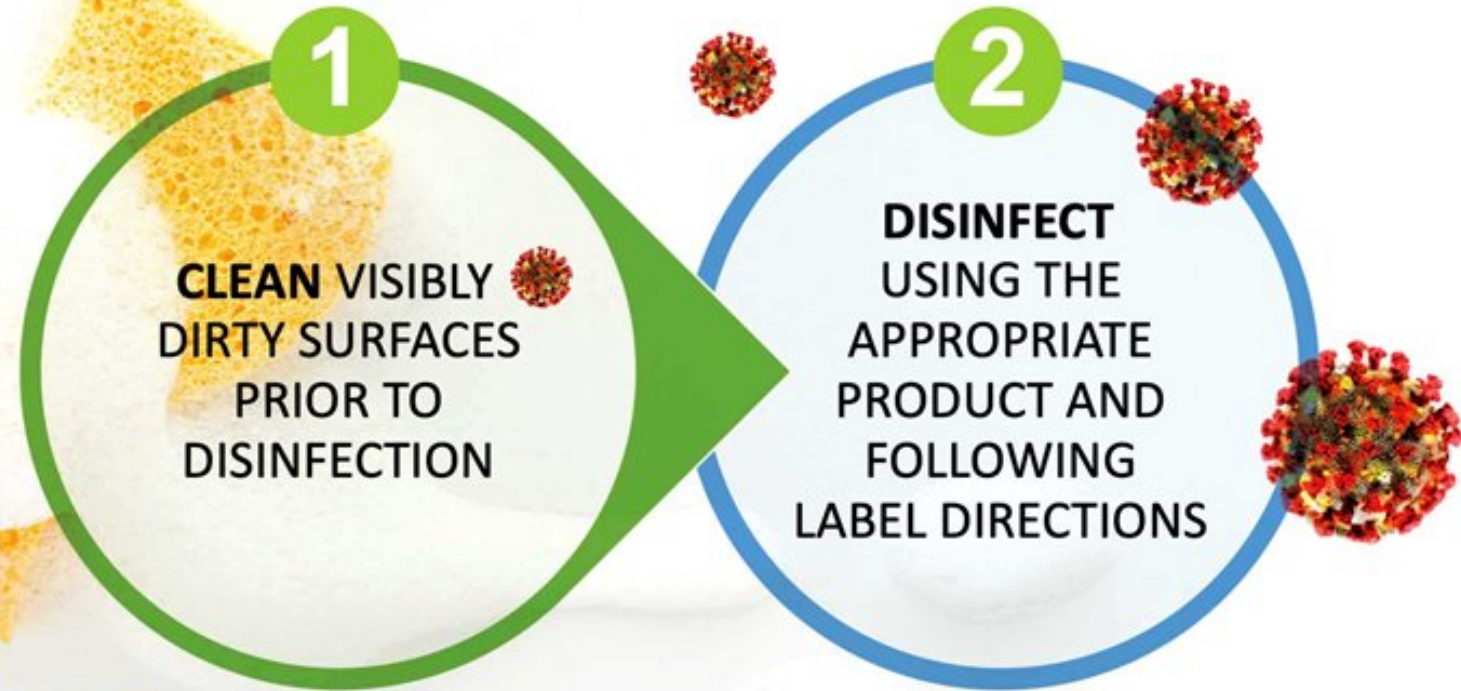 1
CLEAN VISIBLY
DIRTY SURFACES
PRIOR TO
DISINFECTION
2
DISINFECT
USING THE
APPROPRIATE
PRODUCT AND
FOLLOWING
LABEL DIRECTIONS